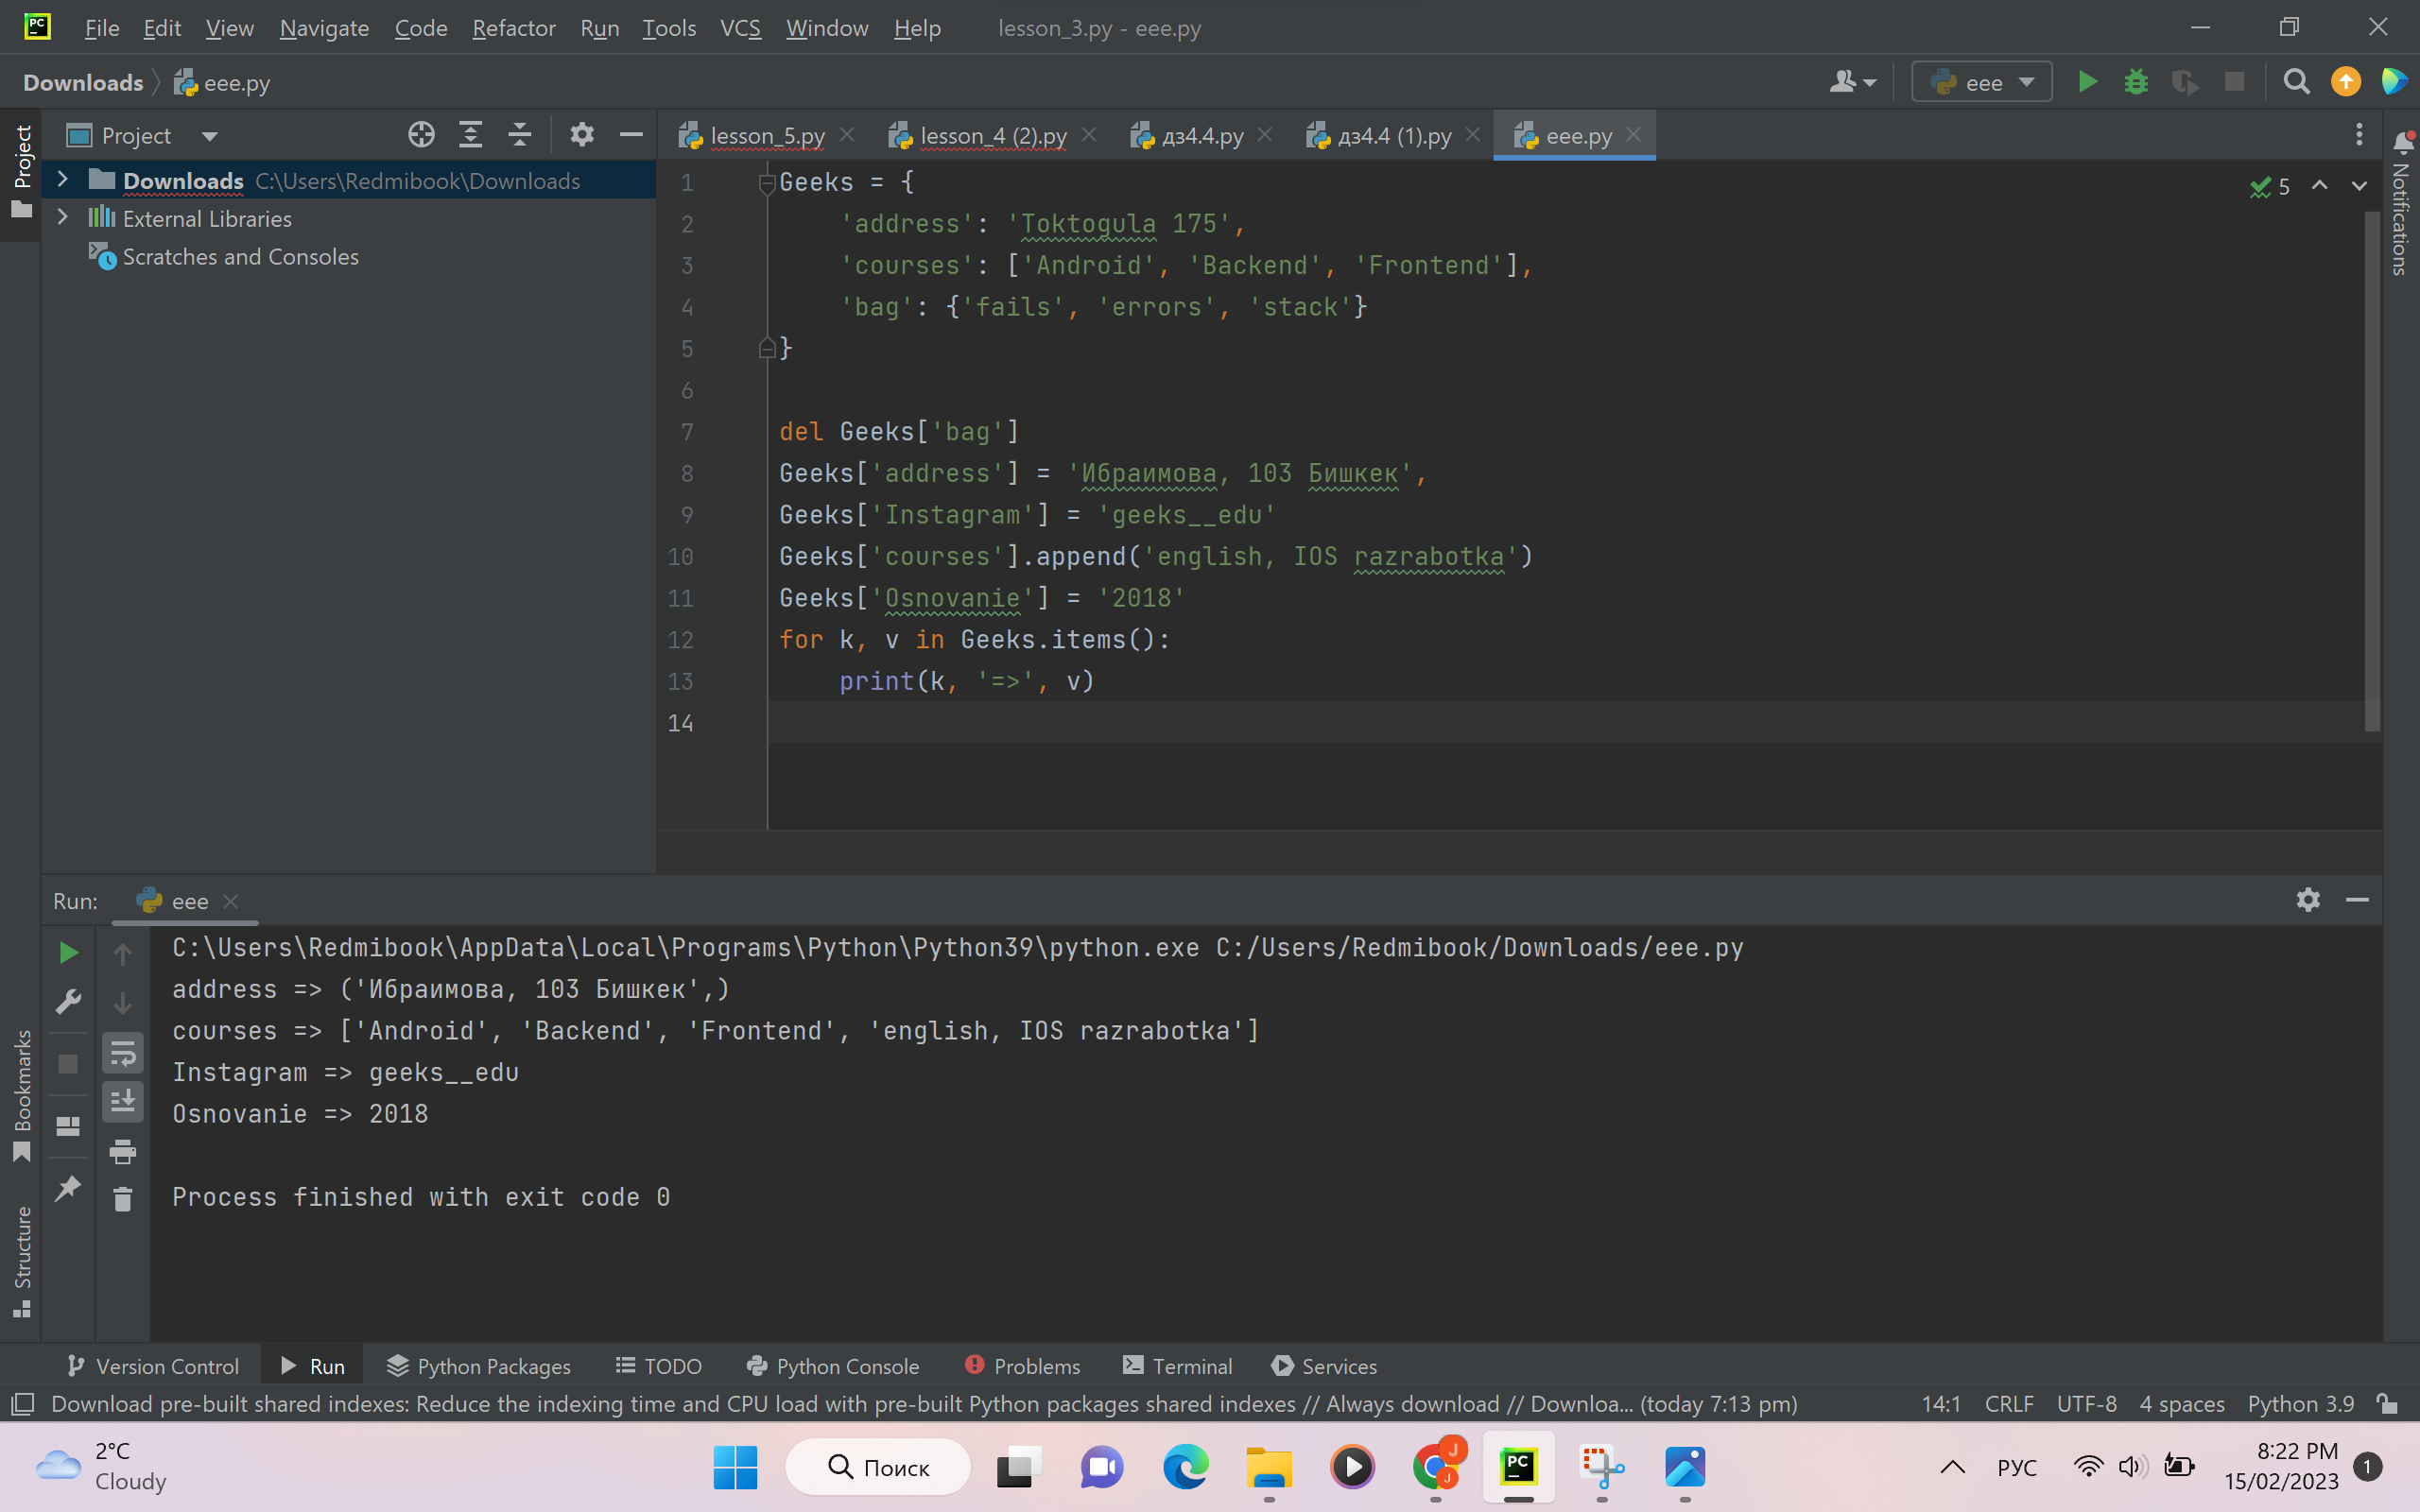 PC File Edit View Navigate Code Refactor Run Tools VCS Window Help lesson_3.py - eee.py
Downloads eee.py eee
Project lesson_5.py lesson_4 (2).py дз4.4.py дз4.4 (1).py eee.py
Project
Notifications
Downloads C:\Users\Redmibook\Downloads
External Libraries
Scratches and Consoles
5
1 Geeks = {
2 'address': 'Toktogula 175',
3 'courses': ['Android', 'Backend', 'Frontend'],
4 'bag': {'fails', 'errors', 'stack'}
5 }
6
7 del Geeks['bag']
8 Geeks['address'] = 'Ибраимова, 103 Бишкек',
9 Geeks['Instagram'] = 'geeks__edu'
10 Geeks['courses'].append('english, IOS razrabotka')
11 Geeks['Osnovanie'] = '2018'
12 for k, v in Geeks.items():
13 print(k, '=>', v)
14
Run: eee
C:\Users\Redmibook\AppData\Local\Programs\Python\Python39\python.exe C:/Users/Redmibook/Downloads/eee.py
address => ('Ибраимова, 103 Бишкек',)
courses => ['Android', 'Backend', 'Frontend', 'english, IOS razrabotka']
Instagram => geeks__edu
Osnovanie => 2018
Process finished with exit code 0
Bookmarks
Structure
Version Control Run Python Packages TODO Python Console Problems Terminal Services
Download pre-built shared indexes: Reduce the indexing time and CPU load with pre-built Python packages shared indexes // Always download // Downloa... (today 7:13 pm) 14:1 CRLF UTF-8 4 spaces Python 3.9
2°C
Cloudy
Поиск
J
J
PC
РУС
8:22 PM
15/02/2023
1